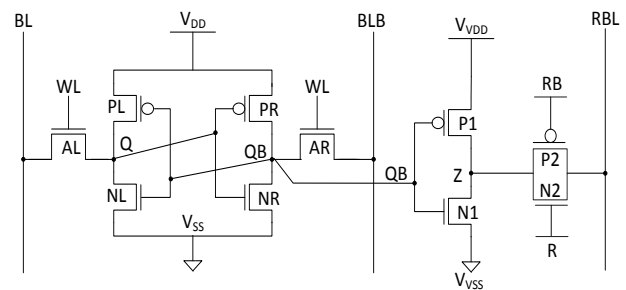 BL
V_DD
BLB
V_VDD
RBL
WL
WL
RB
PL
PR
P1
AL
Q
QB
AR
P2
QB
Z
N2
NL
NR
N1
V_SS
R
V_VSS